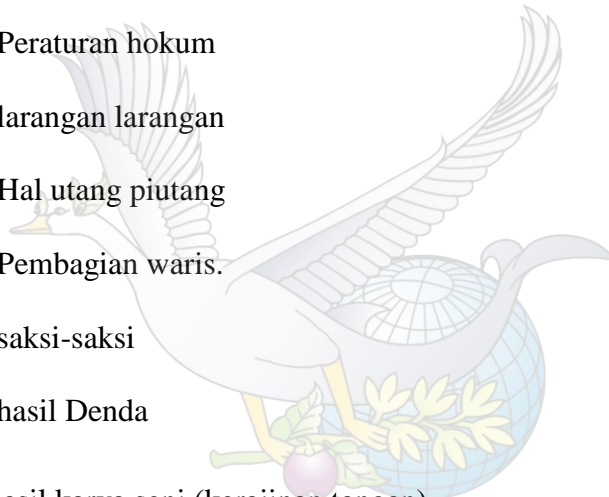 Peraturan hokum
larangan larangan
Hal utang piutang
Pembagian waris.
saksi-saksi
hasil Denda